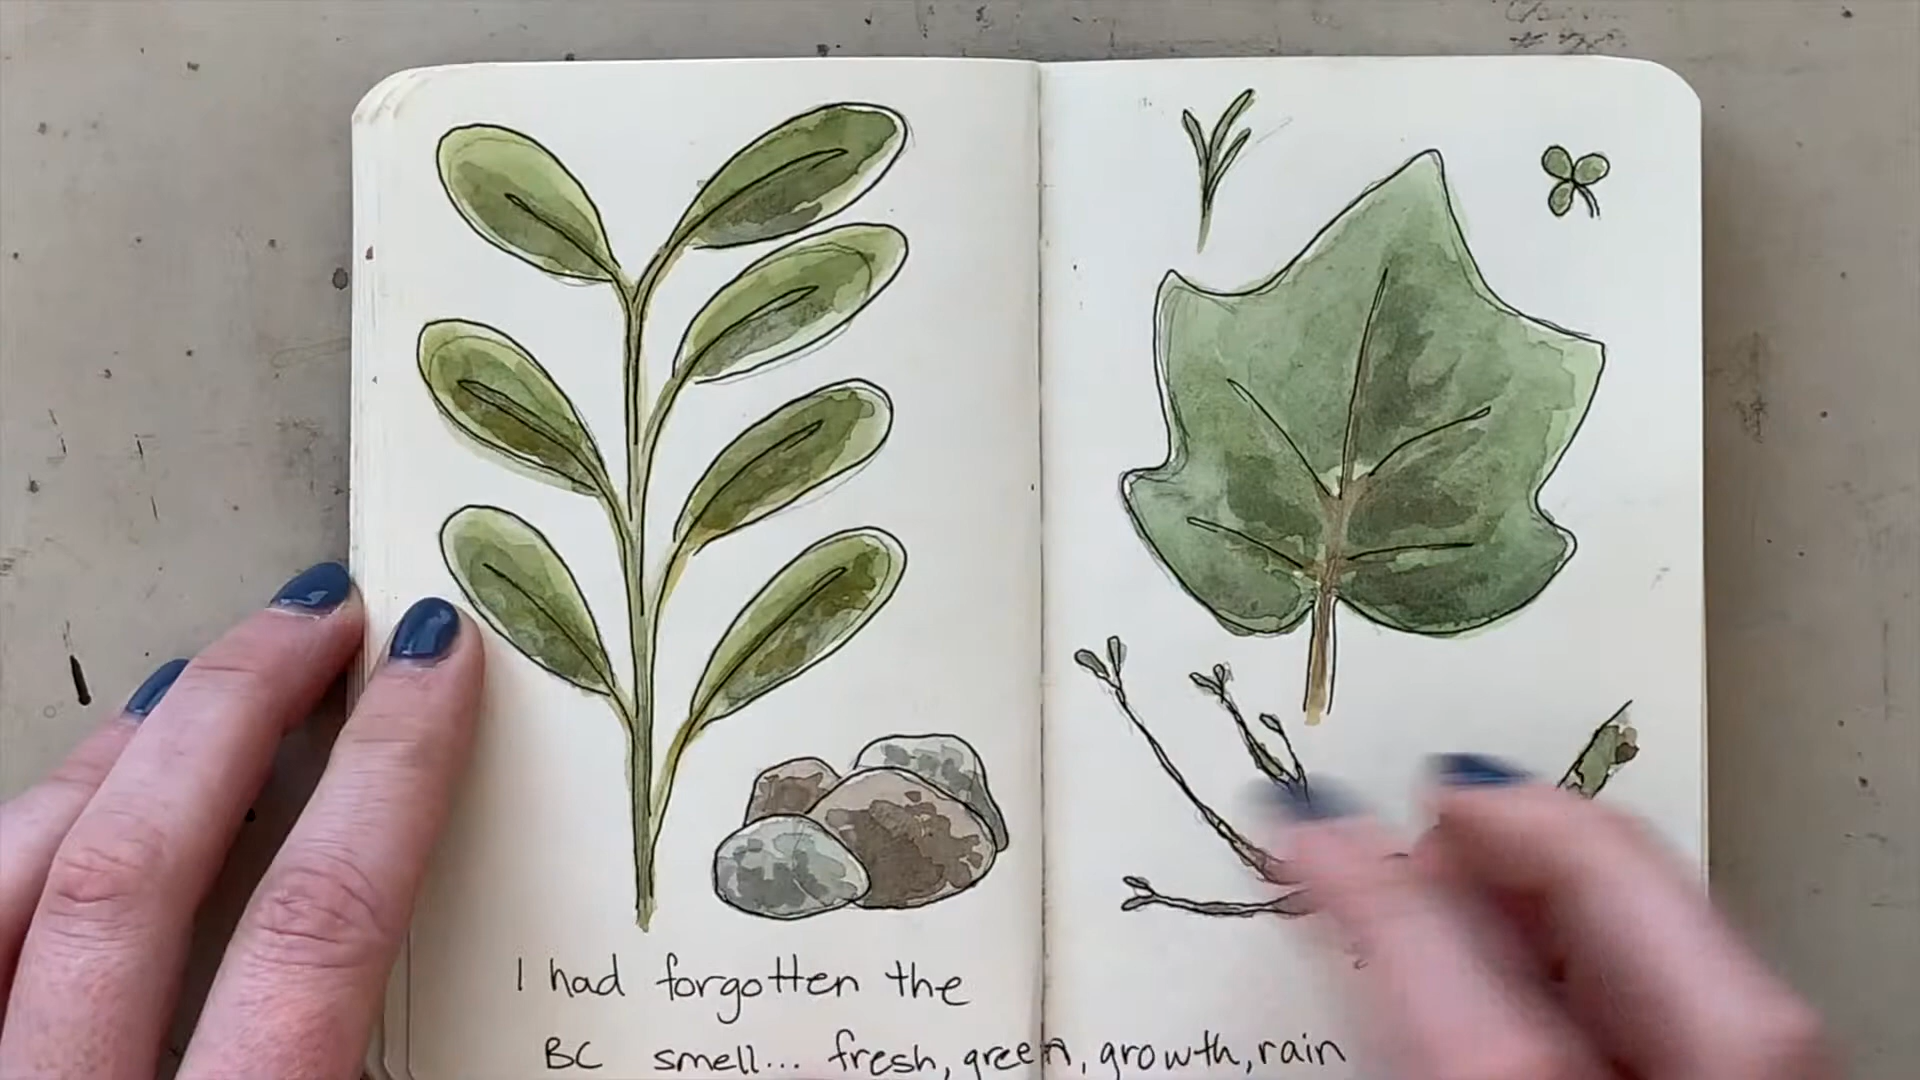 I had forgotten the
BC smell... fresh, green, growth, rain